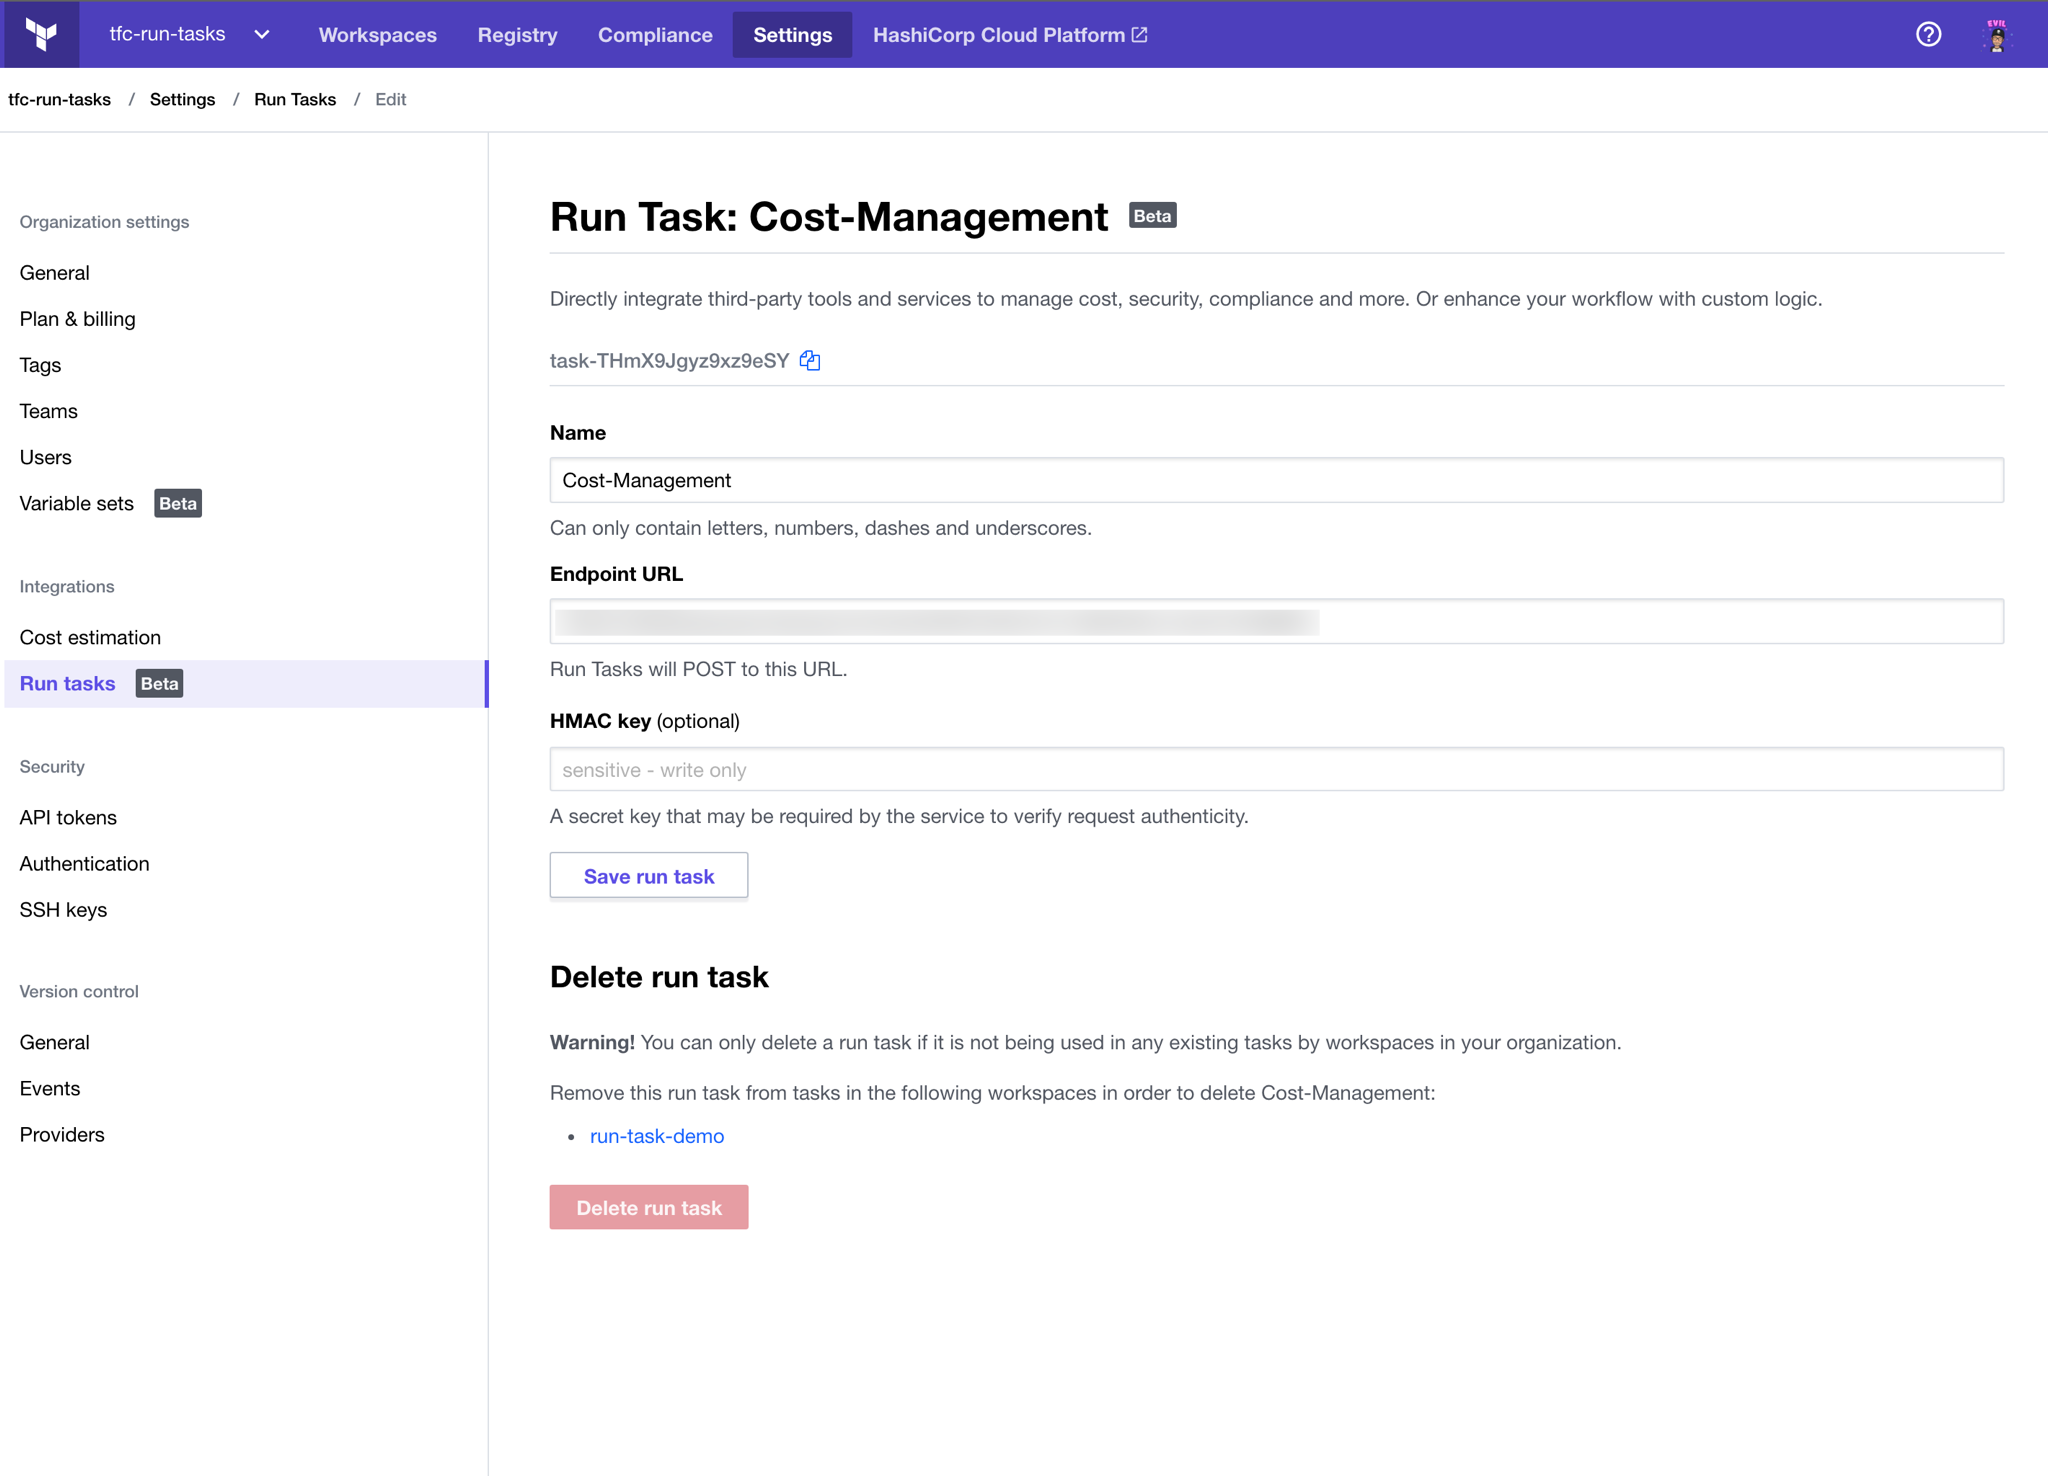 tfc-run-tasks Workspaces Registry Compliance Settings HashiCorp Cloud Platform
EVIL
tfc-run-tasks / Settings / Run Tasks / Edit
Organization settings
General
Plan & billing
Tags
Teams
Users
Variable sets Beta
Integrations
Cost estimation
Run tasks Beta
Security
API tokens
Authentication
SSH keys
Version control
General
Events
Providers
Run Task: Cost-Management Beta
Directly integrate third-party tools and services to manage cost, security, compliance and more. Or enhance your workflow with custom logic.
task-THmX9Jgyz9xz9eSY
Name
Cost-Management
Can only contain letters, numbers, dashes and underscores.
Endpoint URL
Run Tasks will POST to this URL.
HMAC key (optional)
sensitive - write only
A secret key that may be required by the service to verify request authenticity.
Save run task
Delete run task
Warning! You can only delete a run task if it is not being used in any existing tasks by workspaces in your organization.
Remove this run task from tasks in the following workspaces in order to delete Cost-Management:
• run-task-demo
Delete run task